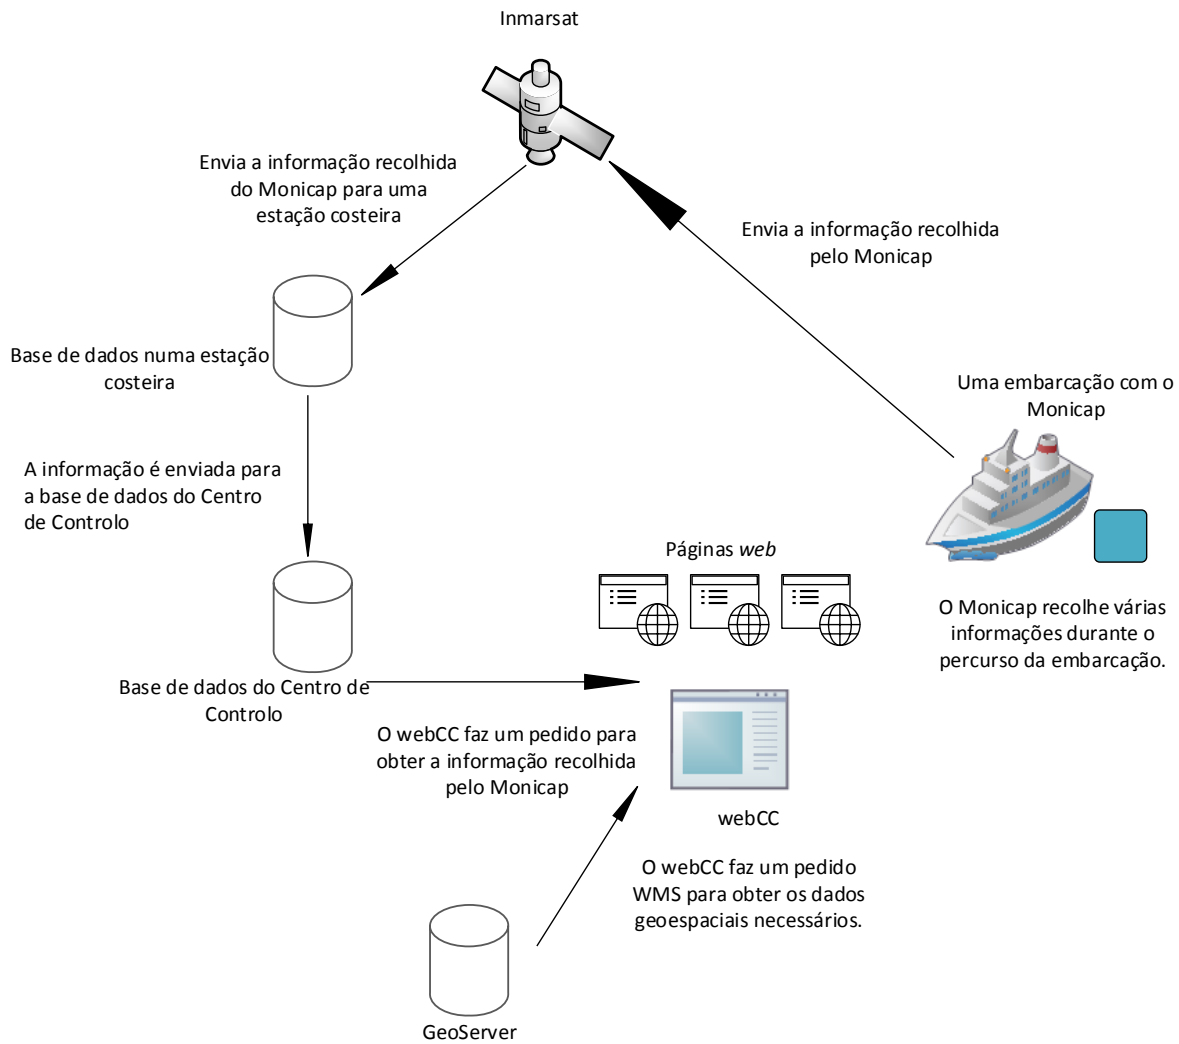 Inmarsat
Envia a informação recolhida
do Monicap para uma
estação costeira
Envia a informação recolhida
pelo Monicap
Base de dados numa estação
costeira
Uma embarcação com o
Monicap
A informação é enviada para
a base de dados do Centro
de Controlo
Páginas web
O Monicap recolhe várias
informações durante o
percurso da embarcação.
Base de dados do Centro de
Controlo
O webCC faz um pedido para
obter a informação recolhida
pelo Monicap
webCC
O webCC faz um pedido
WMS para obter os dados
geoespaciais necessários.
GeoServer